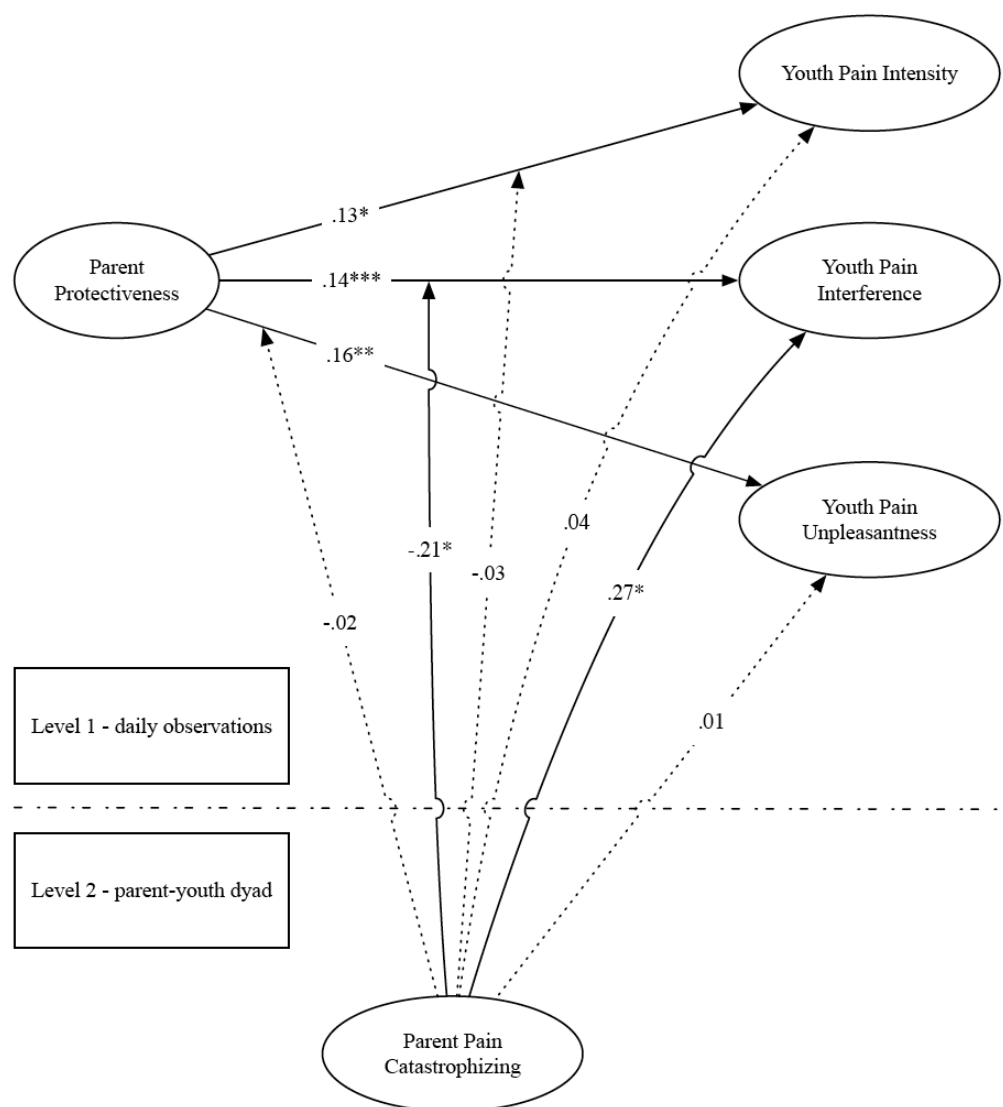 Youth Pain Intensity
.13*
Parent
Protectiveness
.14***
Youth Pain
Interference
.16**
Youth Pain
Unpleasantness
.04
-.21*
-.03
.27*
-.02
Level 1 - daily observations
.01
Level 2 - parent-youth dyad
Parent Pain
Catastrophizing